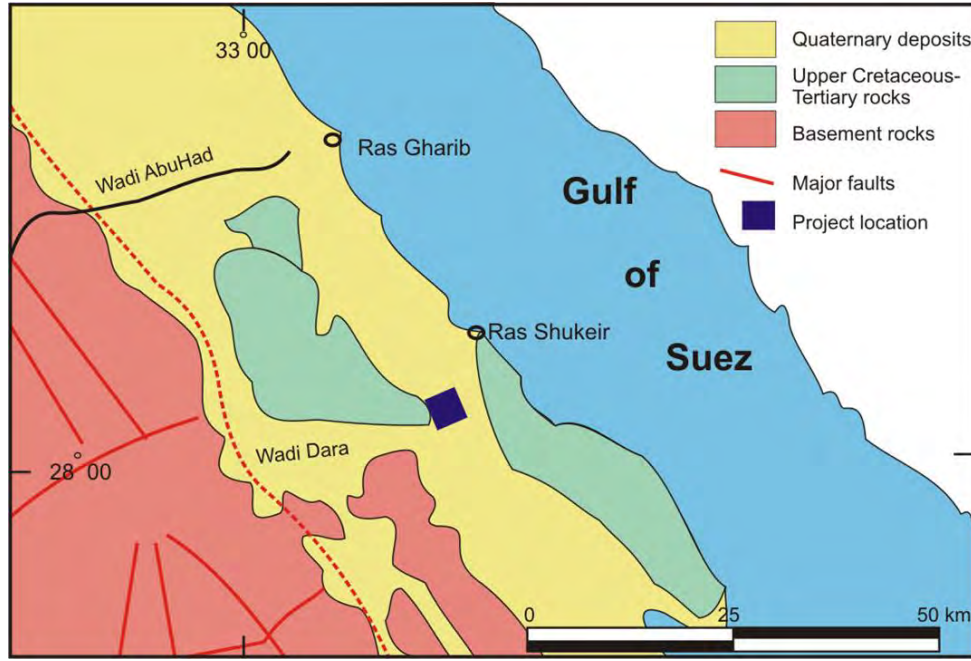 33 00
Quaternary deposits
Upper Cretaceous-
Tertiary rocks
Basement rocks
Major faults
Project location
Ras Gharib
Wadi AbuHad
Gulf
of
Suez
Ras Shukeir
Wadi Dara
28° 00
0 25 50 km